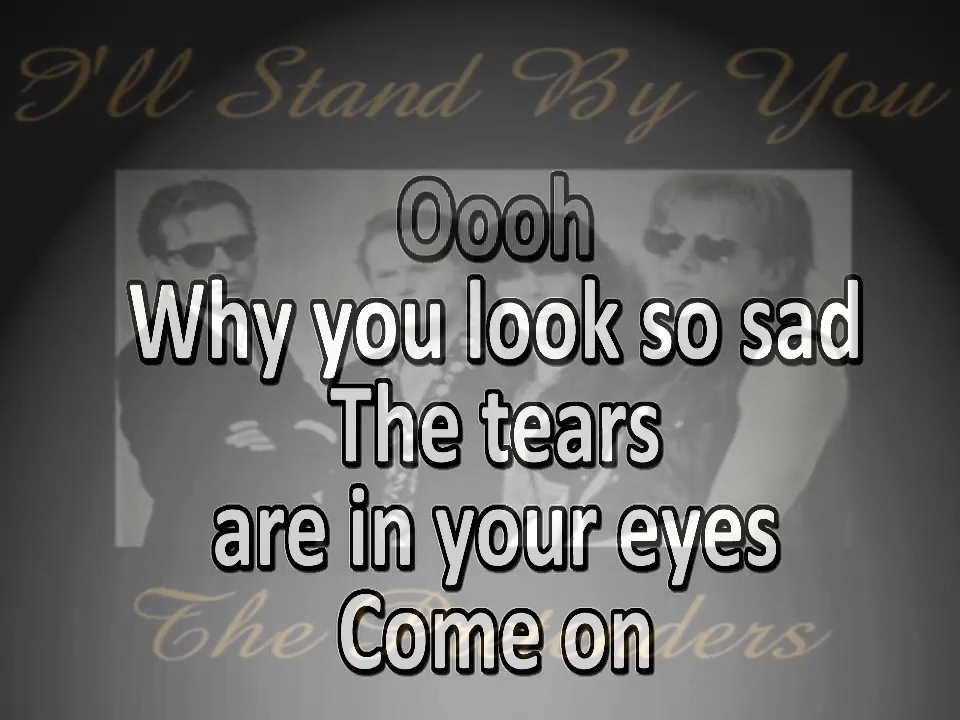 I'll Stand By You
Oooh
Why you look so sad
The tears
are in your eyes
Come on
The Pretenders